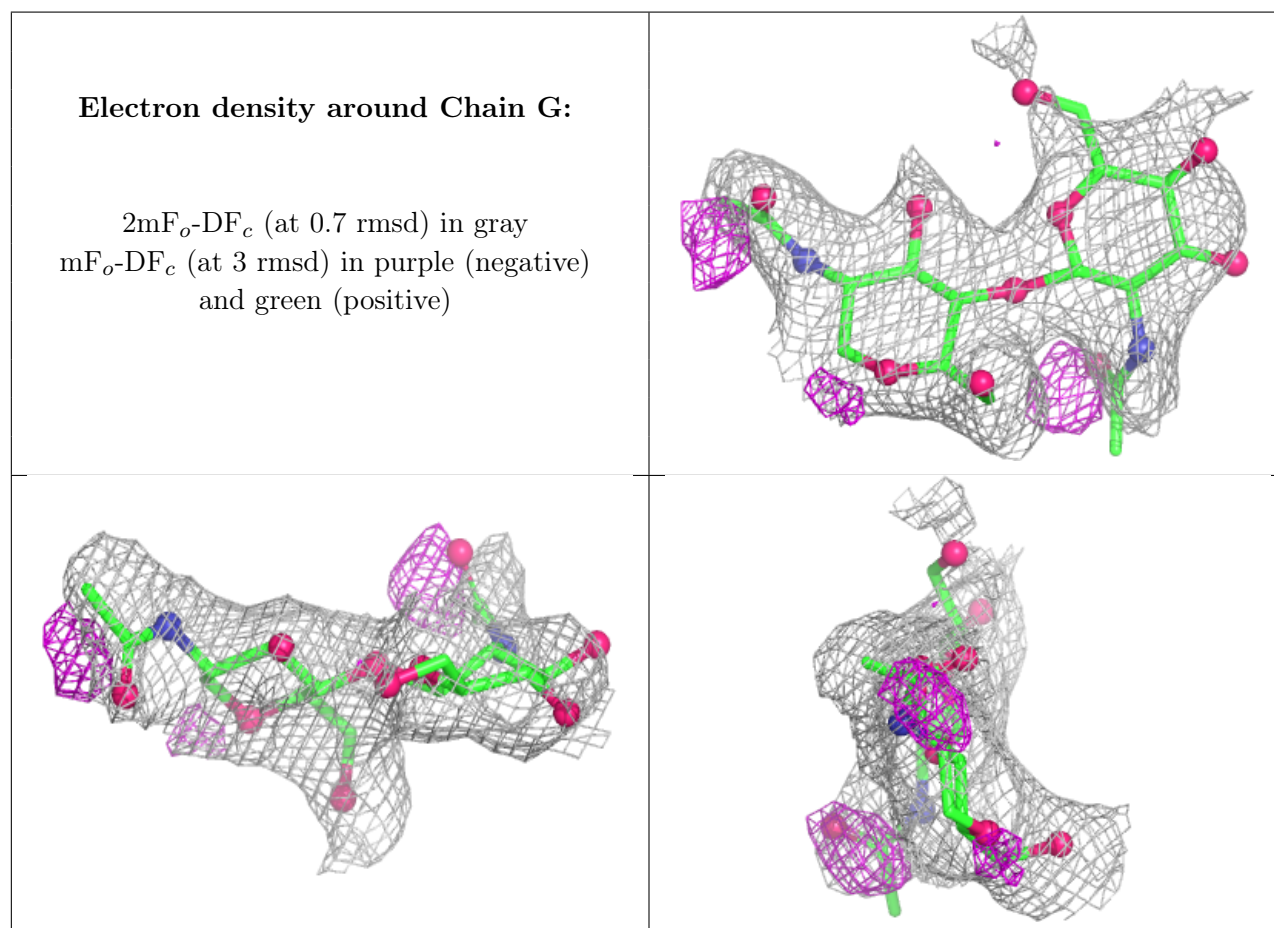 Electron density around Chain G:
2mFo-DFc (at 0.7 rmsd) in gray
mFo-DFc (at 3 rmsd) in purple (negative)
and green (positive)